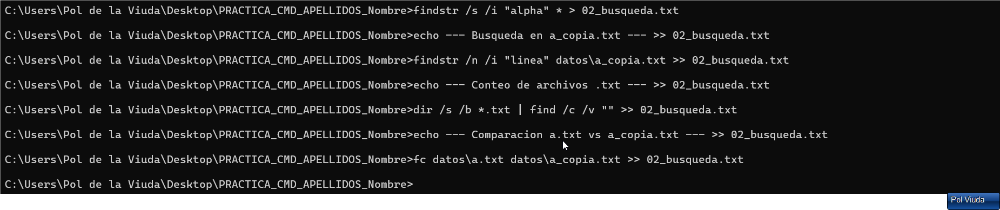 C:\Users\Pol de la Viuda\Desktop\PRACTICA_CMD_APELLIDOS_Nombre>findstr /s /i "alpha" * > 02_busqueda.txt
C:\Users\Pol de la Viuda\Desktop\PRACTICA_CMD_APELLIDOS_Nombre>echo --- Busqueda en a_copia.txt --- >> 02_busqueda.txt
C:\Users\Pol de la Viuda\Desktop\PRACTICA_CMD_APELLIDOS_Nombre>findstr /n /i "linea" datos\a_copia.txt >> 02_busqueda.txt
C:\Users\Pol de la Viuda\Desktop\PRACTICA_CMD_APELLIDOS_Nombre>echo --- Conteo de archivos .txt --- >> 02_busqueda.txt
C:\Users\Pol de la Viuda\Desktop\PRACTICA_CMD_APELLIDOS_Nombre>dir /s /b *.txt | find /c /v "" >> 02_busqueda.txt
C:\Users\Pol de la Viuda\Desktop\PRACTICA_CMD_APELLIDOS_Nombre>echo --- Comparacion a.txt vs a_copia.txt --- >> 02_busqueda.txt
C:\Users\Pol de la Viuda\Desktop\PRACTICA_CMD_APELLIDOS_Nombre>fc datos\a.txt datos\a_copia.txt >> 02_busqueda.txt
C:\Users\Pol de la Viuda\Desktop\PRACTICA_CMD_APELLIDOS_Nombre>
Pol Viuda